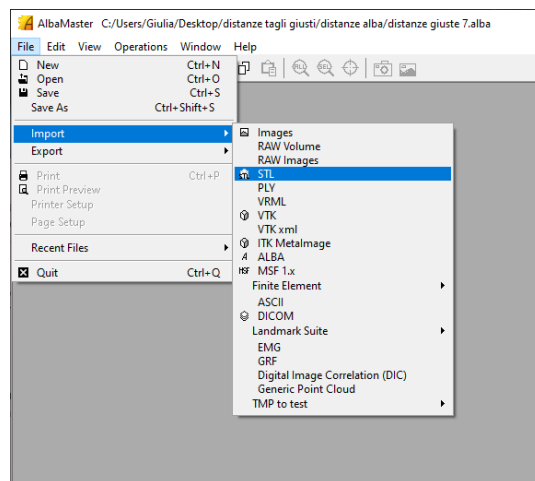 AlbaMaster C:/Users/Giulia/Desktop/distanze tagli giusti/distanze alba/distanze giuste 7.alba
File Edit View Operations Window Help
New Ctrl+N
Open Ctrl+O
Save Ctrl+S
Save As Ctrl+Shift+S
Import
Export
Print Ctrl+P
Print Preview
Printer Setup
Page Setup
Recent Files
Quit Ctrl+Q
Images
RAW Volume
RAW Images
STL
PLY
VRML
VTK
VTK xml
ITK MetaImage
ALBA
MSF 1.x
Finite Element
ASCII
DICOM
Landmark Suite
EMG
GRF
Digital Image Correlation (DIC)
Generic Point Cloud
TMP to test